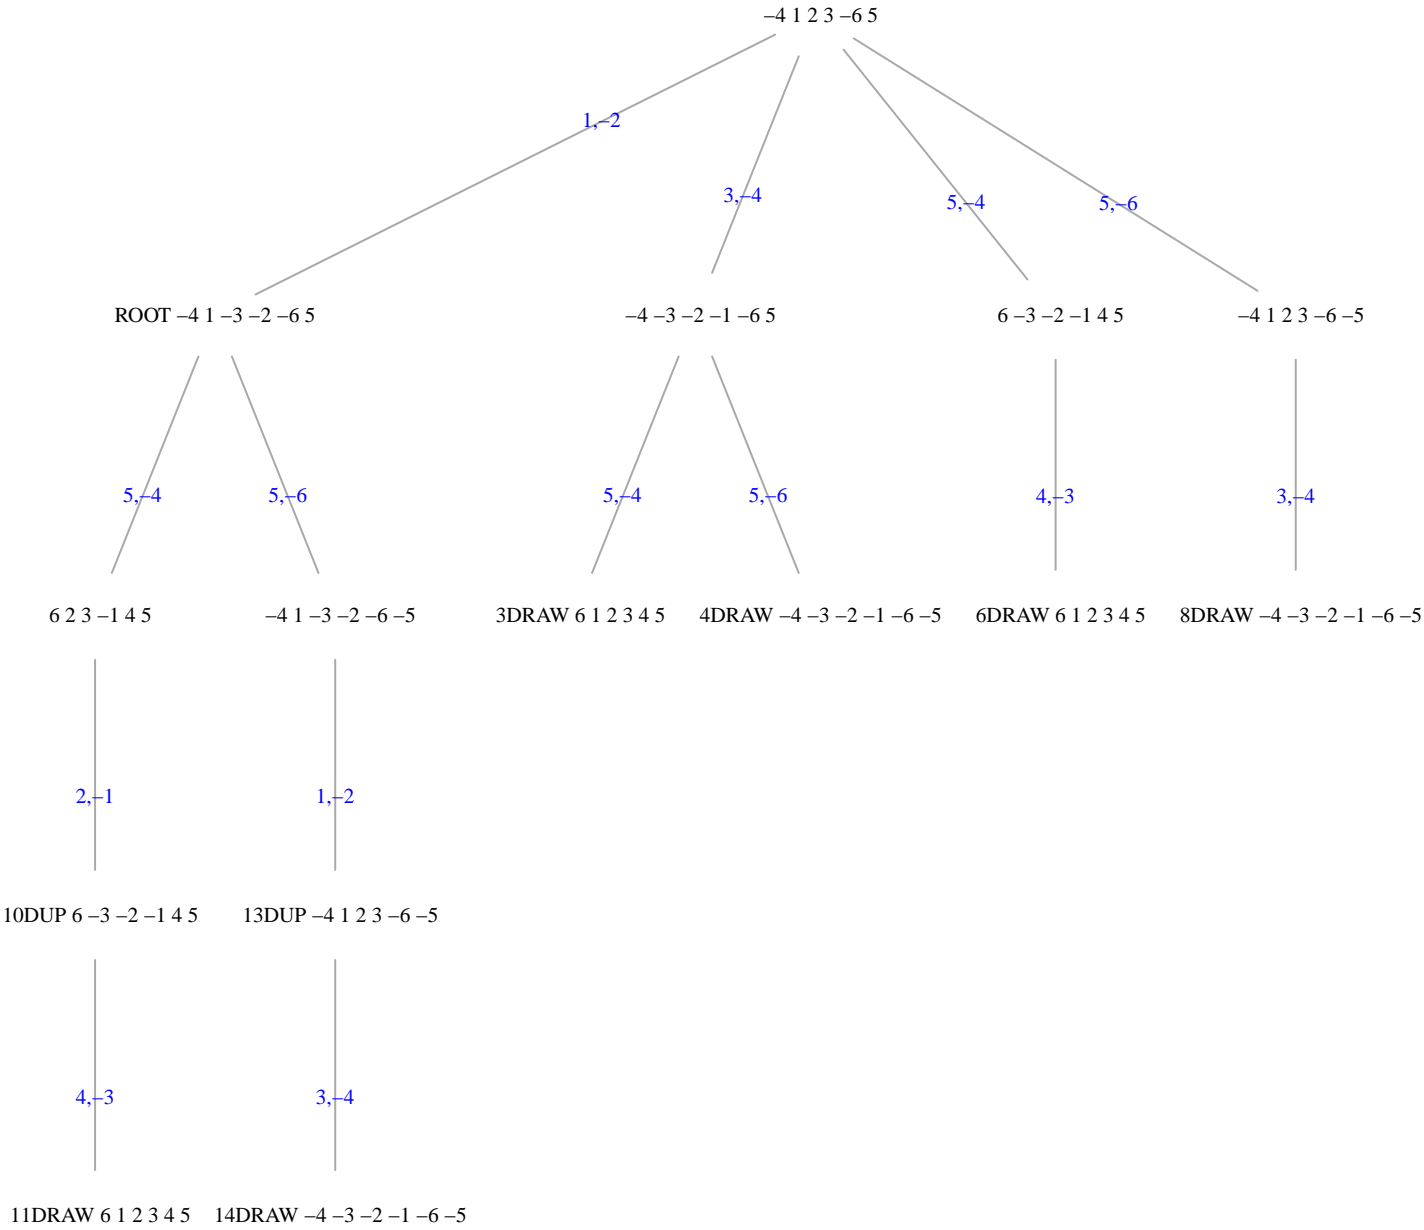 –4 1 2 3 –6 5
1,–2
3,–4
5,–4
5,–6
ROOT –4 1 –3 –2 –6 5
–4 –3 –2 –1 –6 5
6 –3 –2 –1 4 5
–4 1 2 3 –6 –5
5,–4
5,–6
5,–4
5,–6
4,–3
3,–4
6 2 3 –1 4 5
–4 1 –3 –2 –6 –5
3DRAW 6 1 2 3 4 5
4DRAW –4 –3 –2 –1 –6 –5
6DRAW 6 1 2 3 4 5
8DRAW –4 –3 –2 –1 –6 –5
2,–1
1,–2
10DUP 6 –3 –2 –1 4 5
13DUP –4 1 2 3 –6 –5
4,–3
3,–4
11DRAW 6 1 2 3 4 5
14DRAW –4 –3 –2 –1 –6 –5